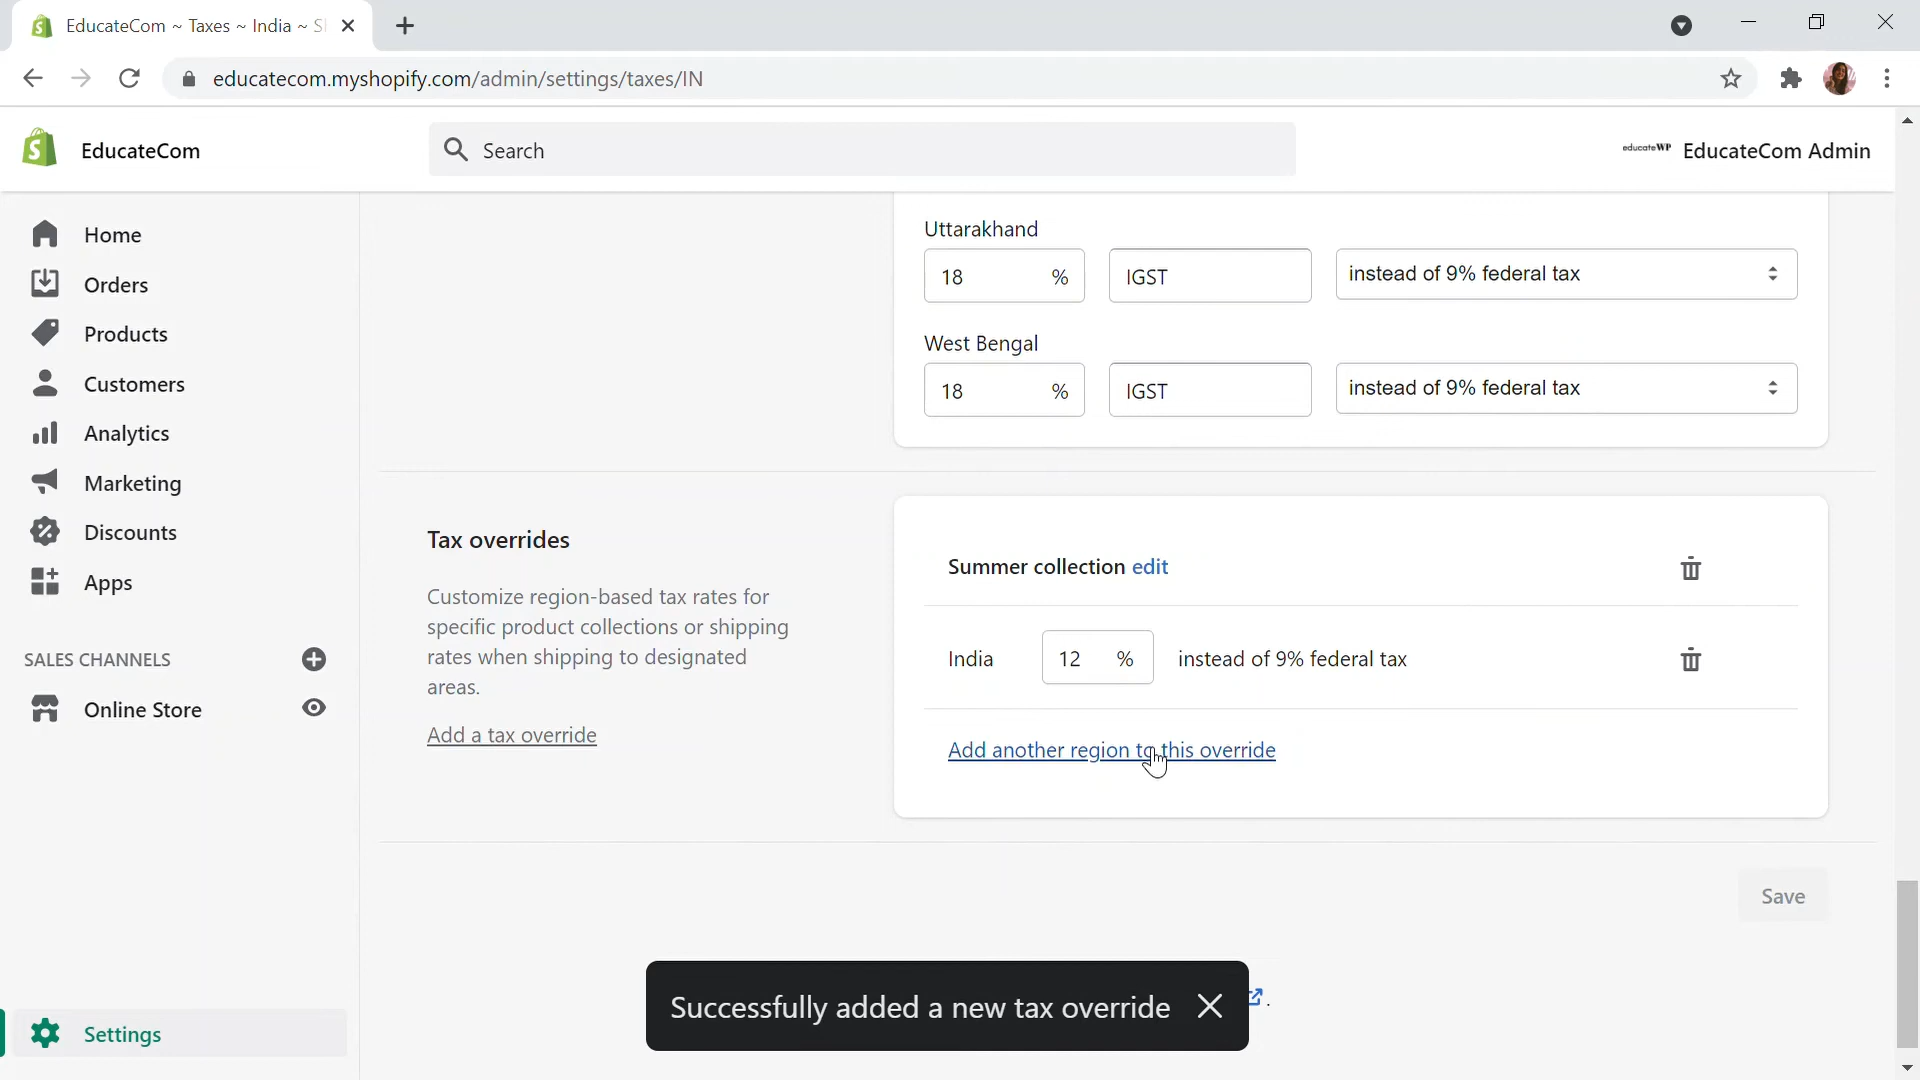 EducateCom ~ Taxes ~ India ~ S
educatecom.myshopify.com/admin/settings/taxes/IN
EducateCom
Search
educateWP
EducateCom Admin
Home
Orders
Products
Customers
Analytics
Marketing
Discounts
Apps
SALES CHANNELS
Online Store
Settings
Uttarakhand
18 % IGST instead of 9% federal tax
West Bengal
18 % IGST instead of 9% federal tax
Tax overrides
Customize region-based tax rates for
specific product collections or shipping
rates when shipping to designated
areas.
Add a tax override
Summer collection edit
India 12 % instead of 9% federal tax
Add another region to this override
Save
Successfully added a new tax override
.